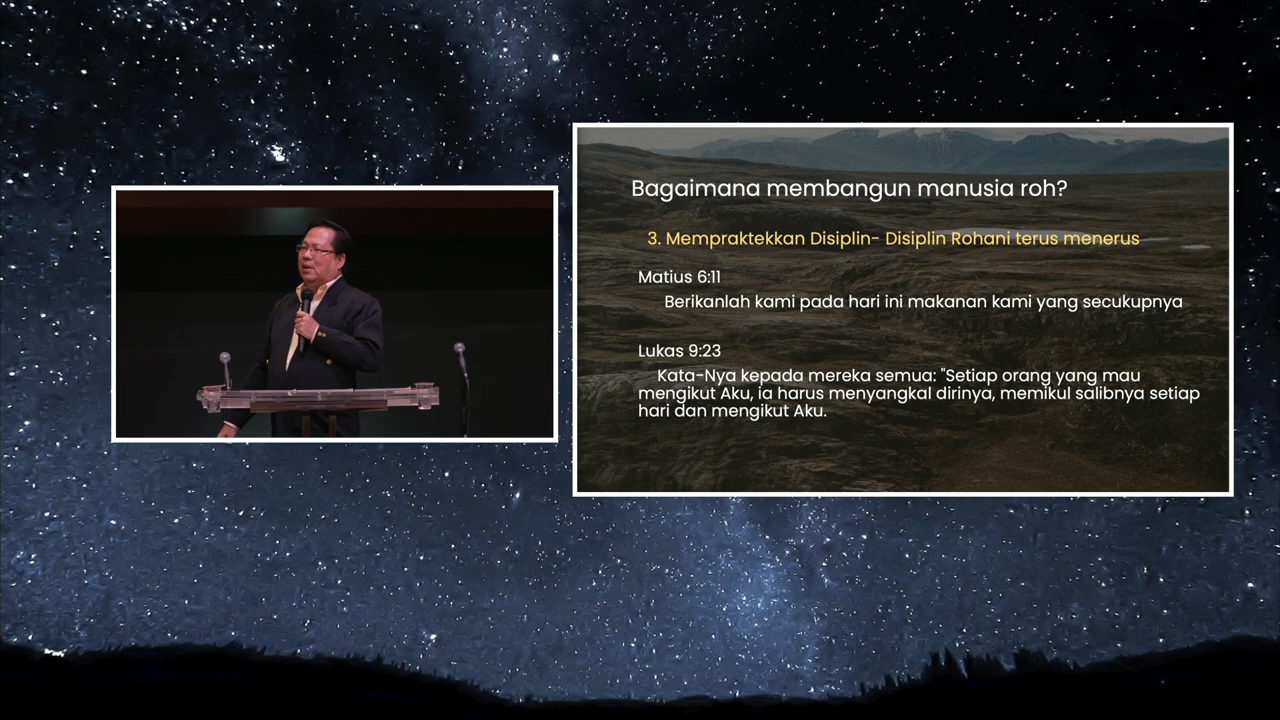 Bagaimana membangun manusia roh?
3. Mempraktekkan Disiplin- Disiplin Rohani terus menerus
Matius 6:11
Berikanlah kami pada hari ini makanan kami yang secukupnya
Lukas 9:23
Kata-Nya kepada mereka semua: "Setiap orang yang mau
mengikut Aku, ia harus menyangkal dirinya, memikul salibnya setiap
hari dan mengikut Aku.